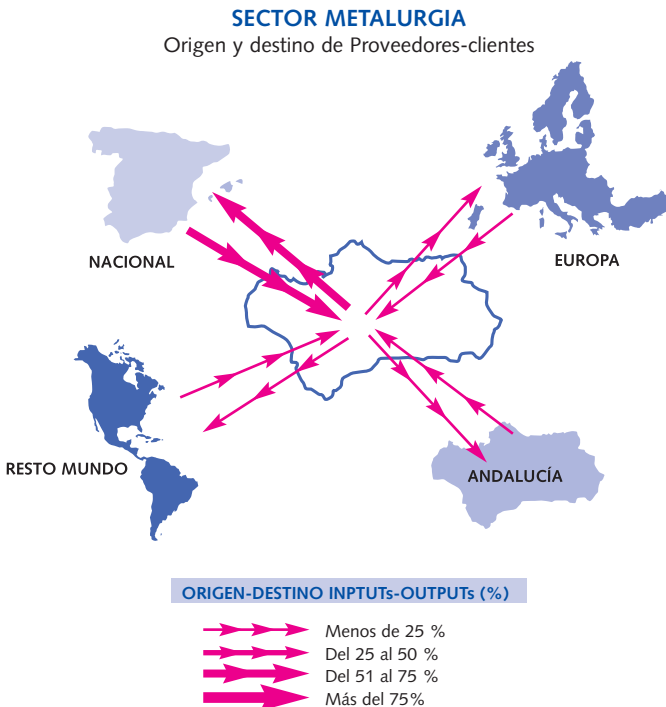 SECTOR METALURGIA
Origen y destino de Proveedores-clientes
NACIONAL
EUROPA
RESTO MUNDO
ANDALUCÍA
ORIGEN-DESTINO INPTUTs-OUTPUTs (%)
Menos de 25 %
Del 25 al 50 %
Del 51 al 75 %
Más del 75%